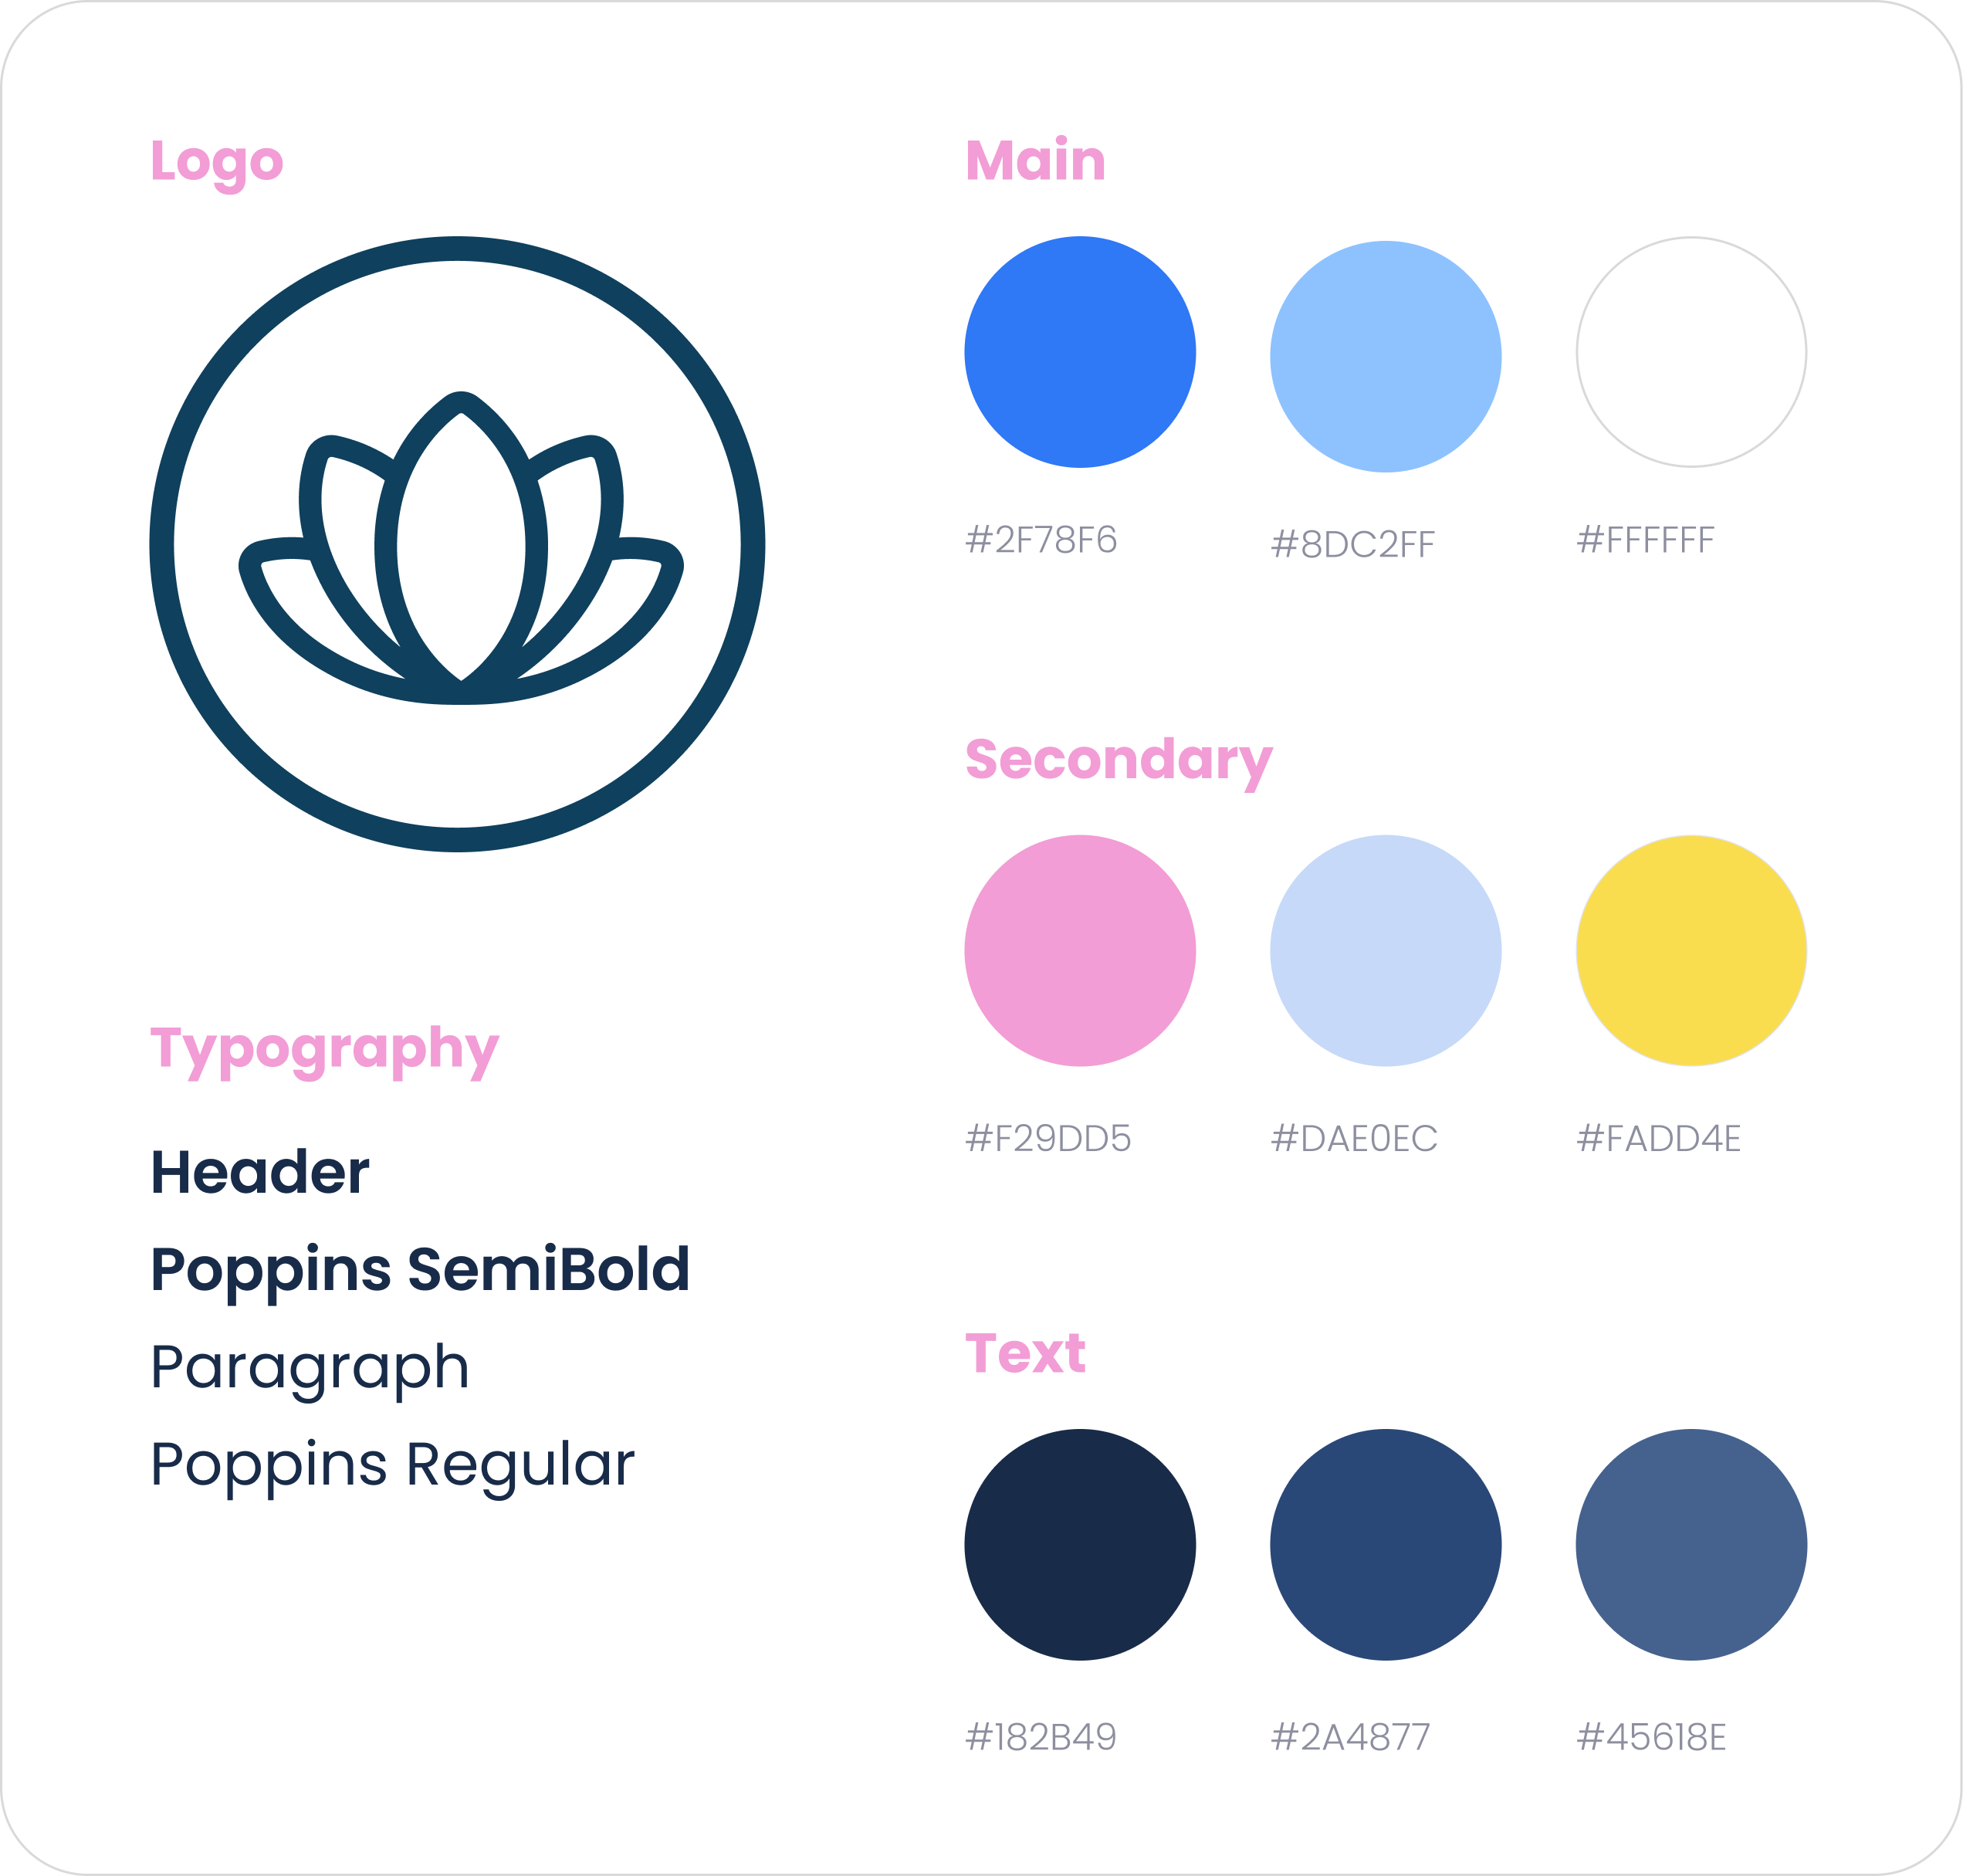 Logo
Typography
Header
Poppins SemiBold
Paragraph
Poppins Regular
Main
#2F78F6
#8DC2FF
#FFFFFF
Secondary
#F29DD5
#DAE0EC
#FADD4E
Text
#182B49
#2A4877
#45618E